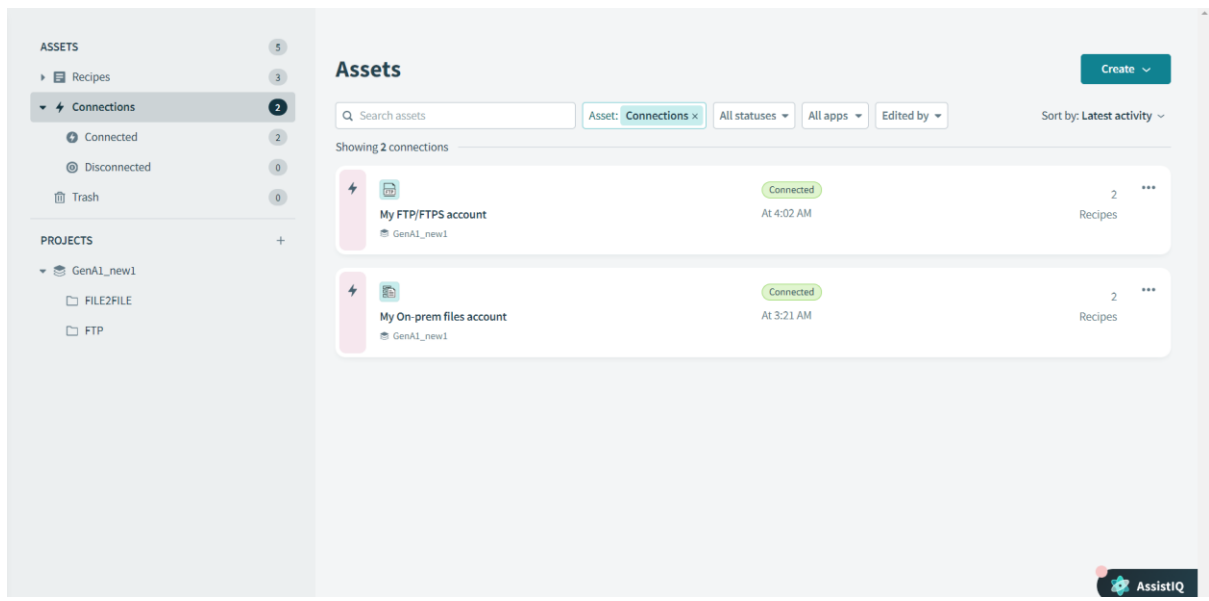 ASSETS 5
Recipes 3
Connections 2
Connected 2
Disconnected 0
Trash 0
PROJECTS +
GenA1_new1
FILE2FILE
FTP
Assets
Create
Search assets
Asset: Connections × All statuses All apps Edited by
Sort by: Latest activity
Showing 2 connections
FTP
My FTP/FTPS account
GenA1_new1
Connected
At 4:02 AM
2
Recipes
My On-prem files account
GenA1_new1
Connected
At 3:21 AM
2
Recipes
AssistIQ